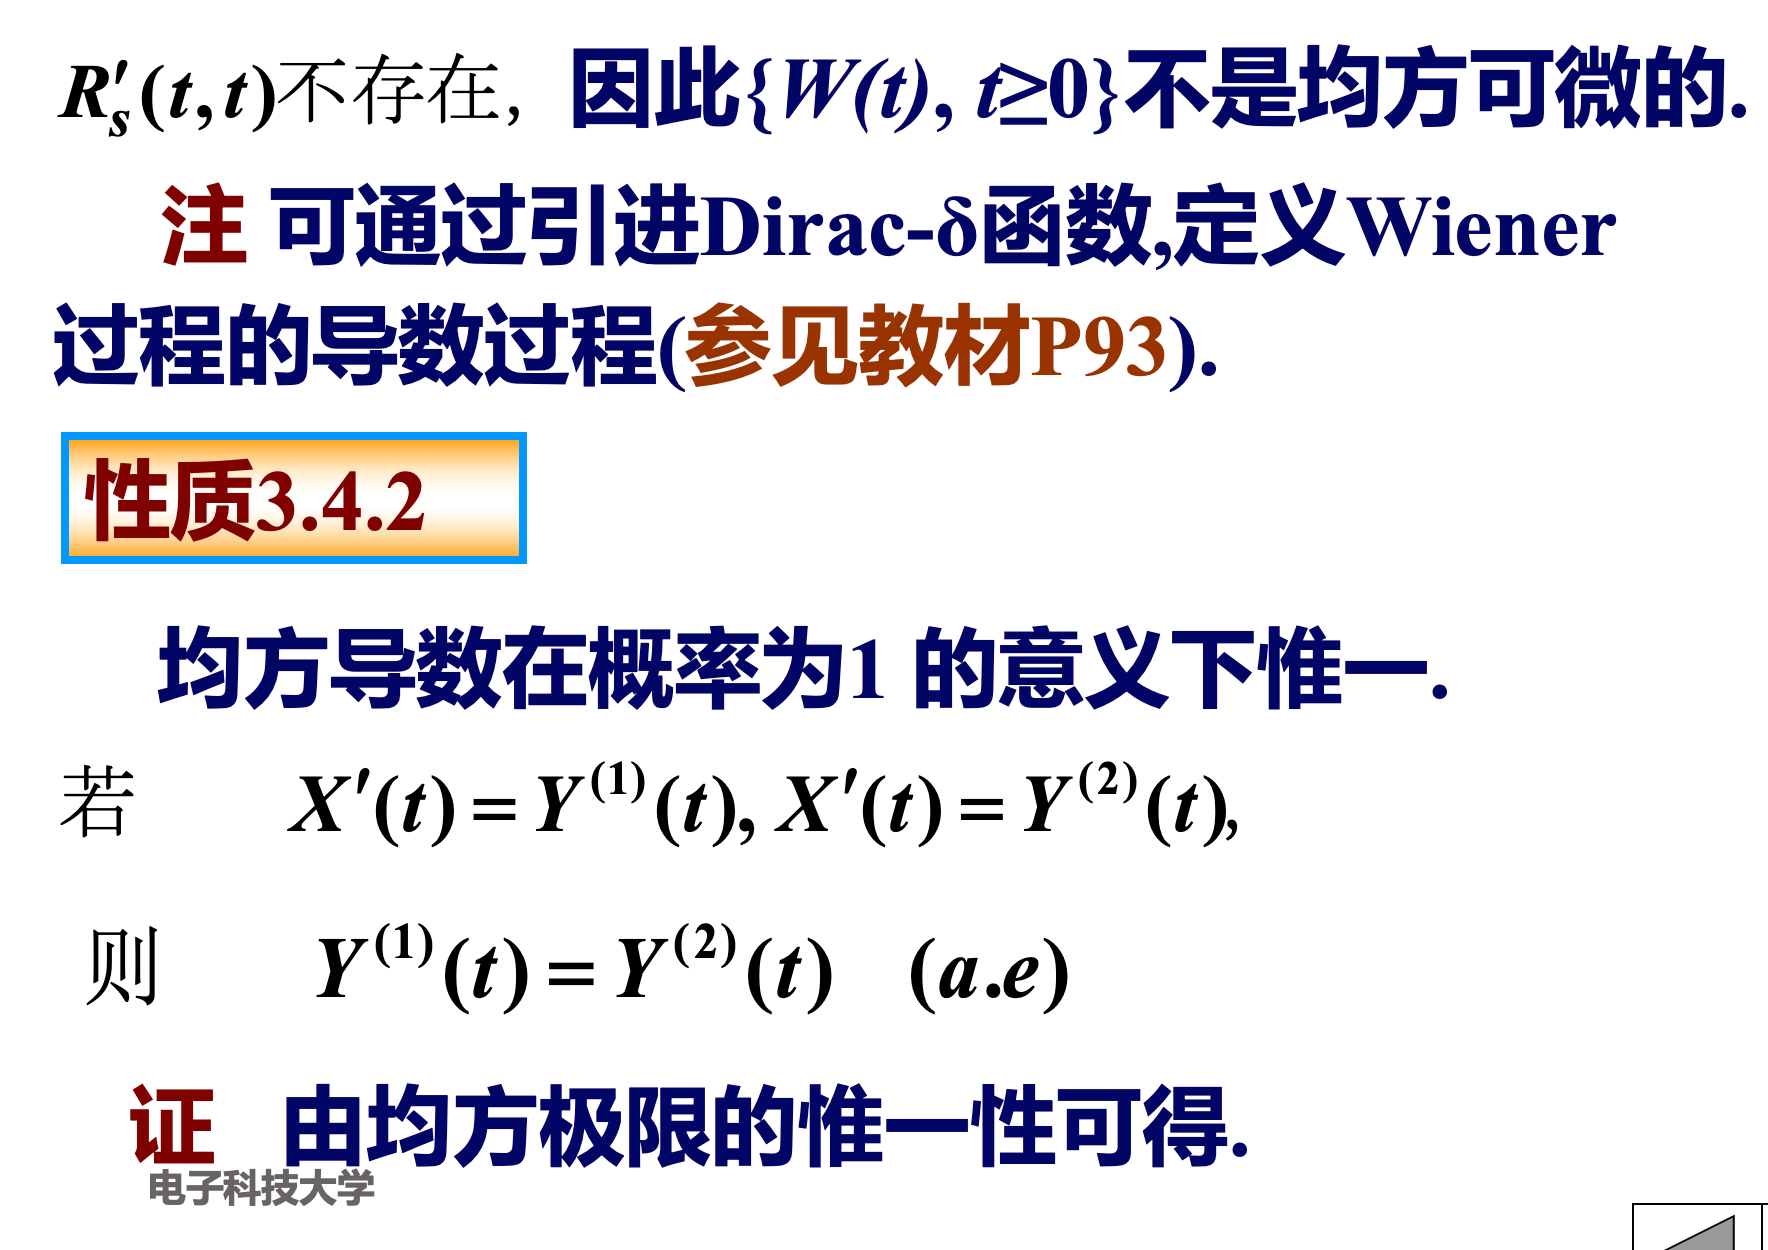 R′ₛ(t,t)不存在, 因此{W(t), t≥0}不是均方可微的.
注 可通过引进Dirac-δ函数,定义Wiener
过程的导数过程(参见教材P93).
性质3.4.2
均方导数在概率为1 的意义下惟一.
若 X′(t) = Y⁽¹⁾(t), X′(t) = Y⁽²⁾(t),
则 Y⁽¹⁾(t) = Y⁽²⁾(t) (a.e)
证 由均方极限的惟一性可得.
电子科技大学